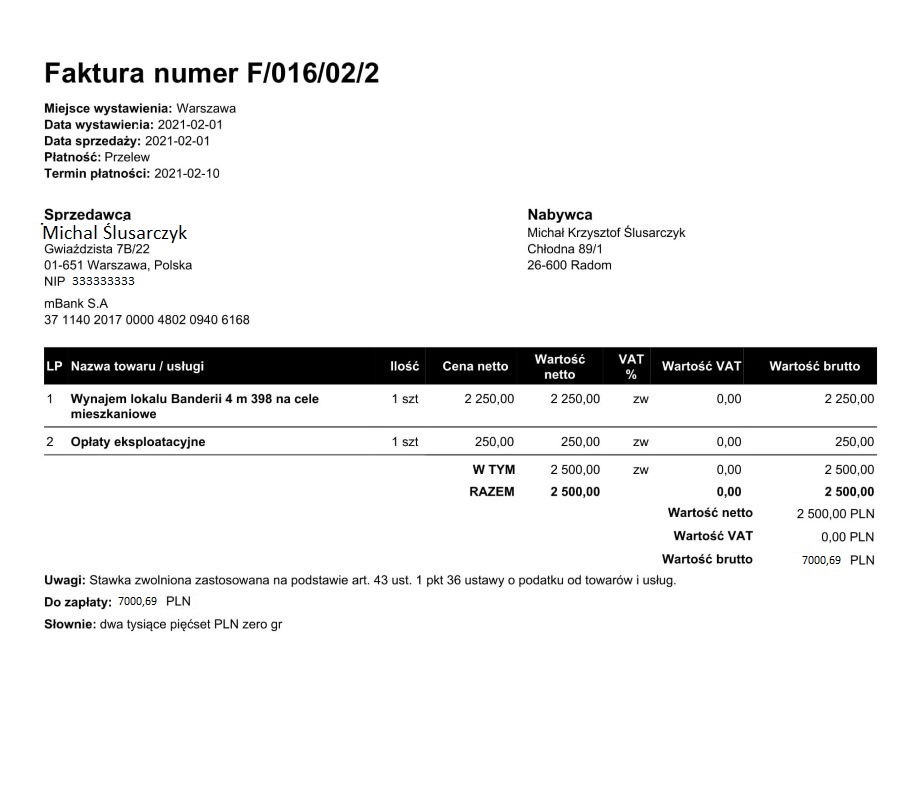 Faktura numer F/016/02/2
Miejsce wystawienia: Warszawa
Data wystawienia: 2021-02-01
Data sprzedaży: 2021-02-01
Płatność: Przelew
Termin płatności: 2021-02-10
Sprzedawca
Michal Ślusarczyk
Gwiaździsta 7B/22
01-651 Warszawa, Polska
NIP 333333333
mBank S.A
37 1140 2017 0000 4802 0940 6168
Nabywca
Michał Krzysztof Ślusarczyk
Chłodna 89/1
26-600 Radom
LP Nazwa towaru / usługi Ilość Cena netto Wartość netto VAT % Wartość VAT Wartość brutto
1 Wynajem lokalu Banderii 4 m 398 na cele 1 szt 2 250,00 2 250,00 zw 0,00 2 250,00
mieszkaniowe
2 Opłaty eksploatacyjne 1 szt 250,00 250,00 zw 0,00 250,00
W TYM 2 500,00 zw 0,00 2 500,00
RAZEM 2 500,00 0,00 2 500,00
Wartość netto 2 500,00 PLN
Wartość VAT 0,00 PLN
Wartość brutto 7000,69 PLN
Uwagi: Stawka zwolniona zastosowana na podstawie art. 43 ust. 1 pkt 36 ustawy o podatku od towarów i usług.
Do zapłaty: 7000,69 PLN
Słownie: dwa tysiące pięćset PLN zero gr